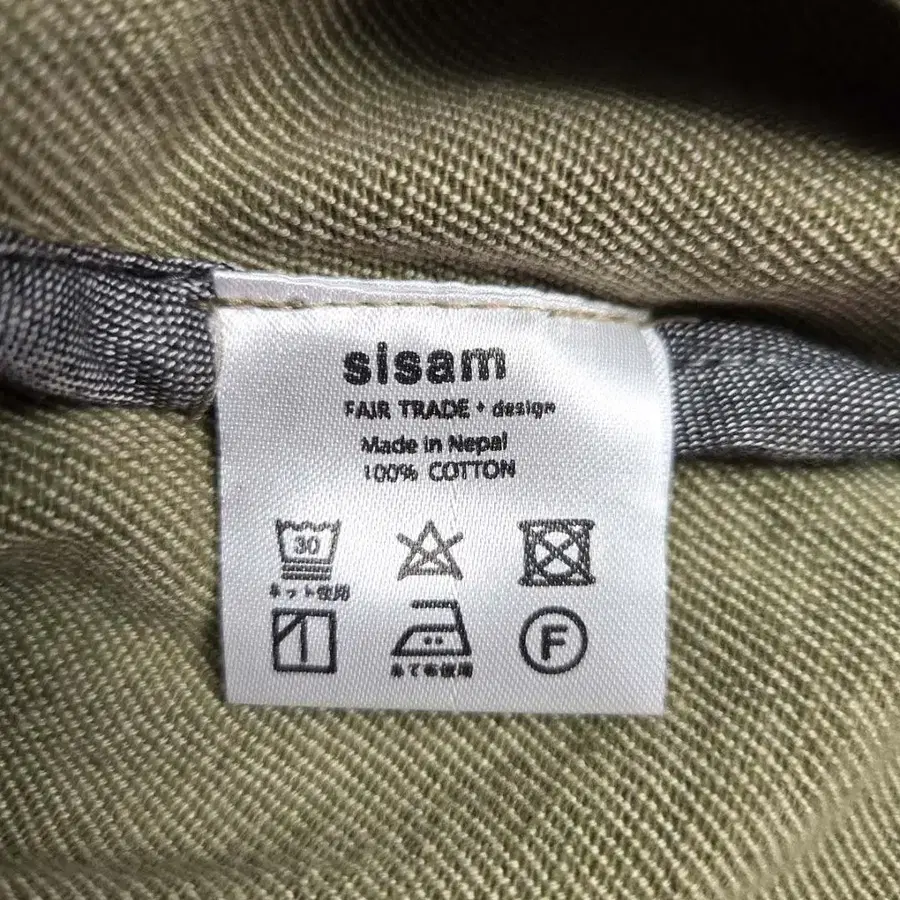 sisam
FAIR TRADE + design
Made in Nepal
100% COTTON
30
ネット使用
あて布使用
F